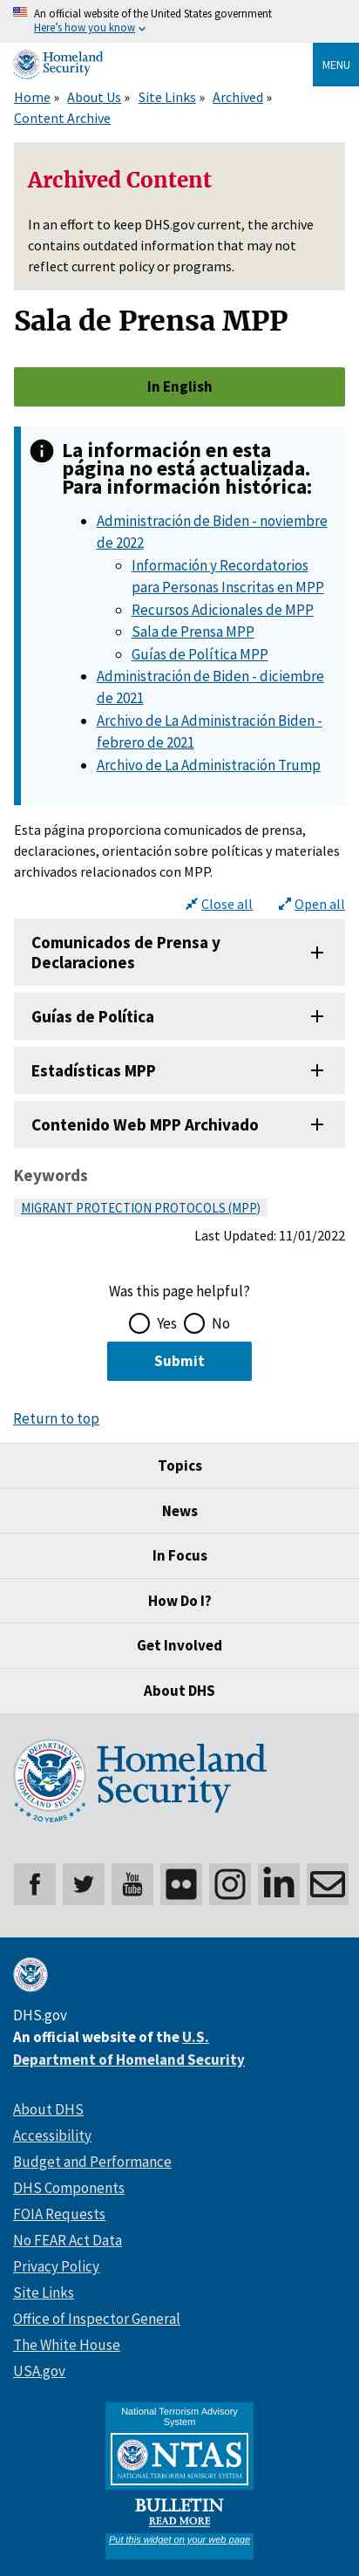 An official website of the United States government
Here's how you know
Homeland
Security
MENU
Home » About Us » Site Links » Archived »
Content Archive
Archived Content
In an effort to keep DHS.gov current, the archive
contains outdated information that may not
reflect current policy or programs.
Sala de Prensa MPP
In English
La información en esta
página no está actualizada.
Para información histórica:
Administración de Biden - noviembre
de 2022
Información y Recordatorios
para Personas Inscritas en MPP
Recursos Adicionales de MPP
Sala de Prensa MPP
Guías de Política MPP
Administración de Biden - diciembre
de 2021
Archivo de La Administración Biden -
febrero de 2021
Archivo de La Administración Trump
Esta página proporciona comunicados de prensa,
declaraciones, orientación sobre políticas y materiales
archivados relacionados con MPP.
Close all Open all
Comunicados de Prensa y
Declaraciones
Guías de Política
Estadísticas MPP
Contenido Web MPP Archivado
Keywords
MIGRANT PROTECTION PROTOCOLS (MPP)
Last Updated: 11/01/2022
Was this page helpful?
Yes No
Submit
Return to top
Topics
News
In Focus
How Do I?
Get Involved
About DHS
U.S. DEPARTMENT OF HOMELAND SECURITY
20 YEARS
Homeland
Security
You
Tube
DHS.gov
An official website of the U.S.
Department of Homeland Security
About DHS
Accessibility
Budget and Performance
DHS Components
FOIA Requests
No FEAR Act Data
Privacy Policy
Site Links
Office of Inspector General
The White House
USA.gov
National Terrorism Advisory
System
NTAS
NATIONAL TERRORISM ADVISORY SYSTEM
BULLETIN
READ MORE
Put this widget on your web page